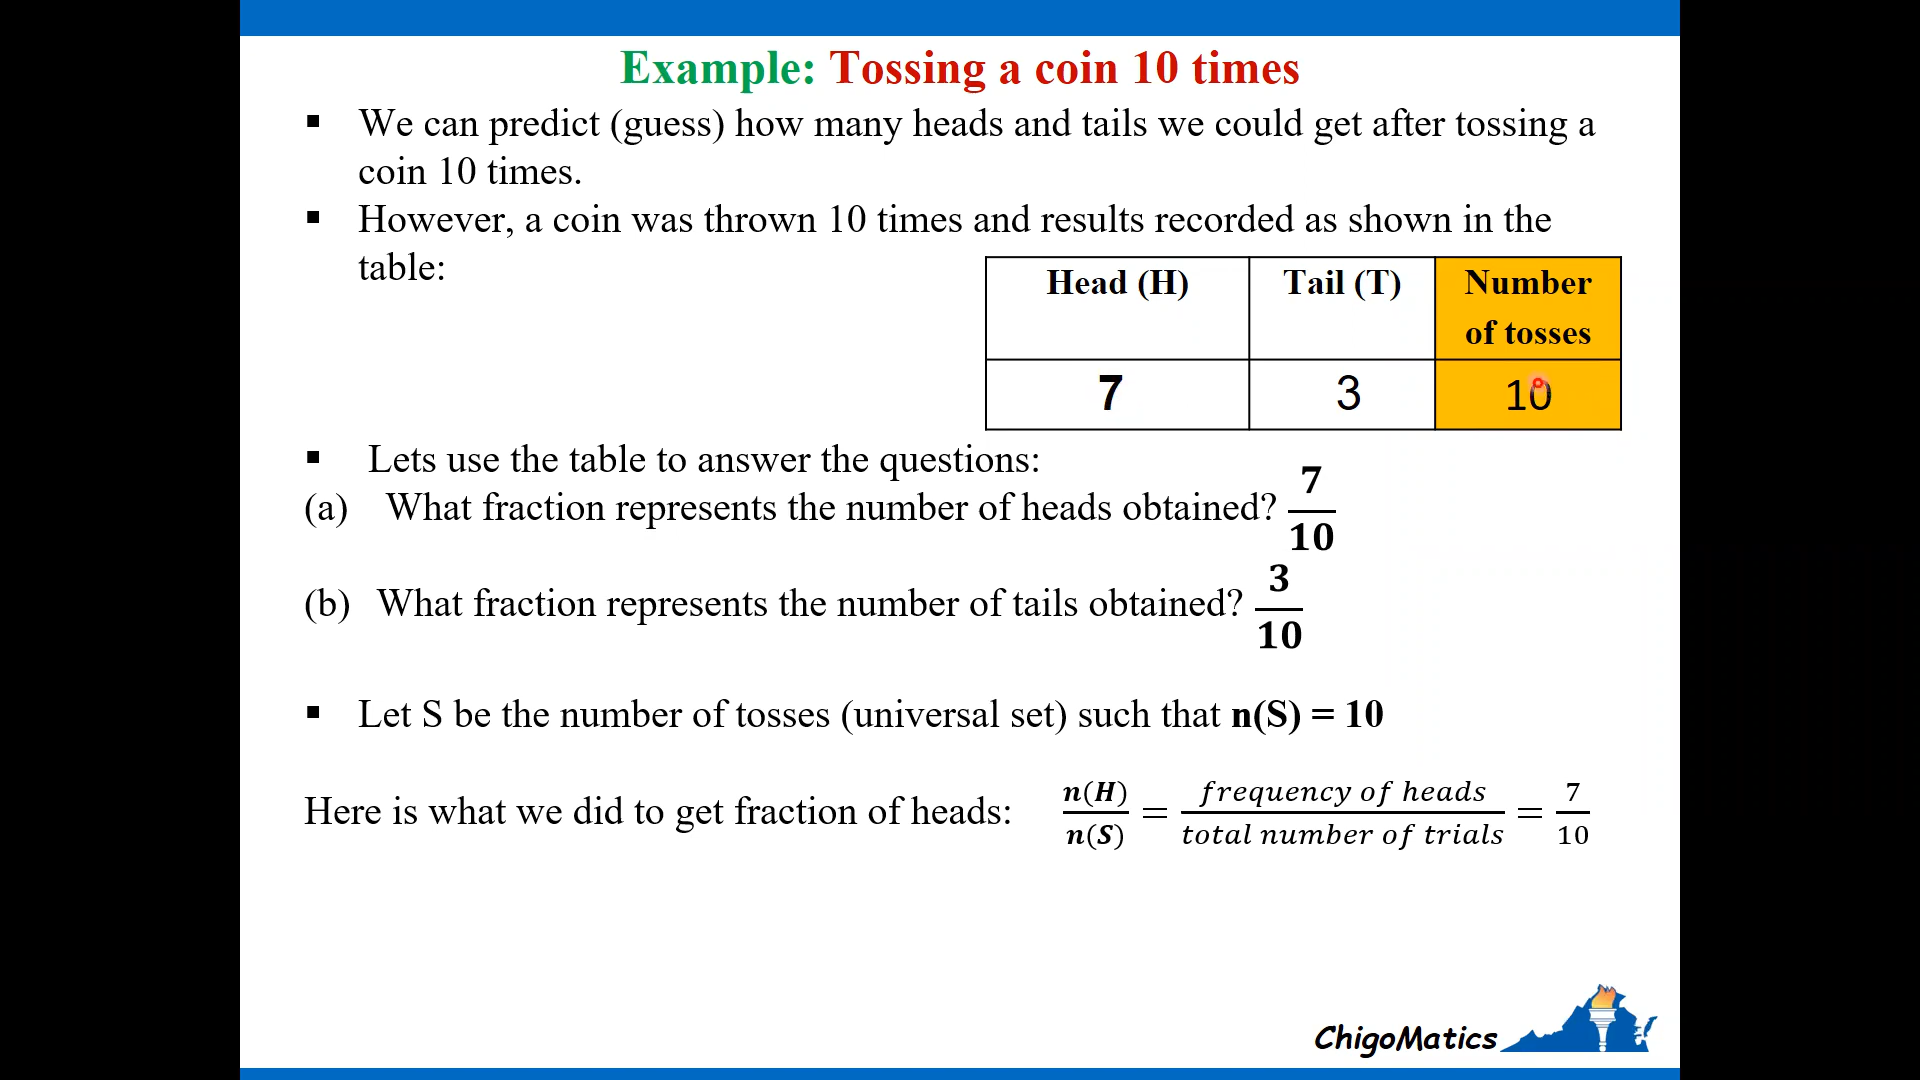 Example: Tossing a coin 10 times
▪ We can predict (guess) how many heads and tails we could get after tossing a
coin 10 times.
▪ However, a coin was thrown 10 times and results recorded as shown in the
table:
Head (H) Tail (T) Number
of tosses
7 3 10
▪ Lets use the table to answer the questions:
(a) What fraction represents the number of heads obtained? 7/10
(b) What fraction represents the number of tails obtained? 3/10
▪ Let S be the number of tosses (universal set) such that n(S) = 10
Here is what we did to get fraction of heads: n(H)/n(S) = frequency of heads/total number of trials = 7/10
ChigoMatics